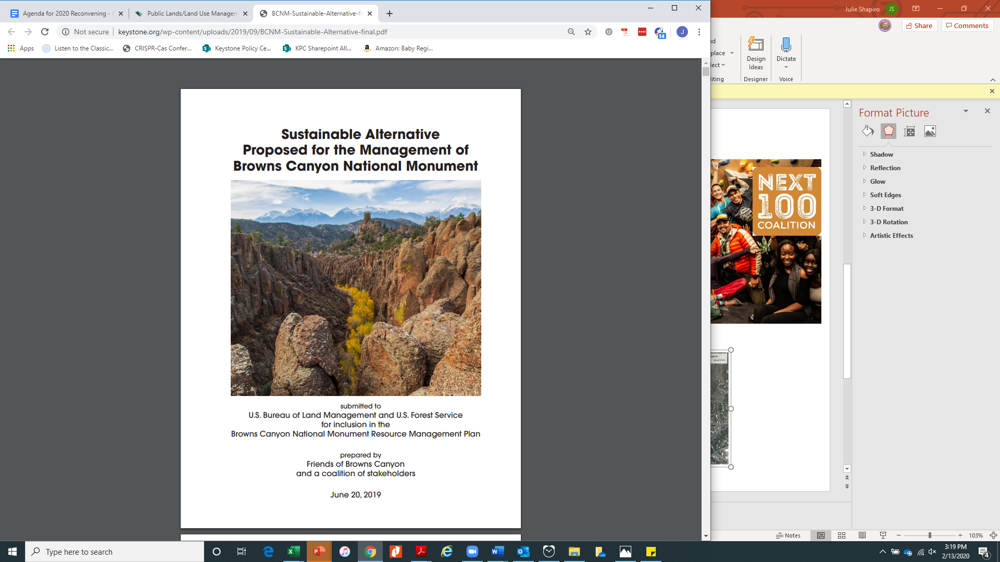 Agenda for 2020 Reconvening -
Public Lands/Land Use Managem
BCNM-Sustainable-Alternative-fi
Not secure
keystone.org/wp-content/uploads/2019/09/BCNM-Sustainable-Alternative-final.pdf
14
J
Apps
Listen to the Classic...
CRISPR-Cas Confer...
Keystone Policy Ce...
KPC Sharepoint All...
Amazon: Baby Regi...
Sustainable Alternative
Proposed for the Management of
Browns Canyon National Monument
submitted to
U.S. Bureau of Land Management and U.S. Forest Service
for inclusion in the
Browns Canyon National Monument Resource Management Plan
prepared by
Friends of Browns Canyon
and a coalition of stakeholders
June 20, 2019
Julie Shapiro
JS
Share
Comments
nd
place
lect
iting
Design
Ideas
Designer
Dictate
Voice
Format Picture
Shadow
Reflection
Glow
Soft Edges
3-D Format
3-D Rotation
Artistic Effects
NEXT
100
COALITION
Notes
103%
Type here to search
3:19 PM
2/13/2020
4